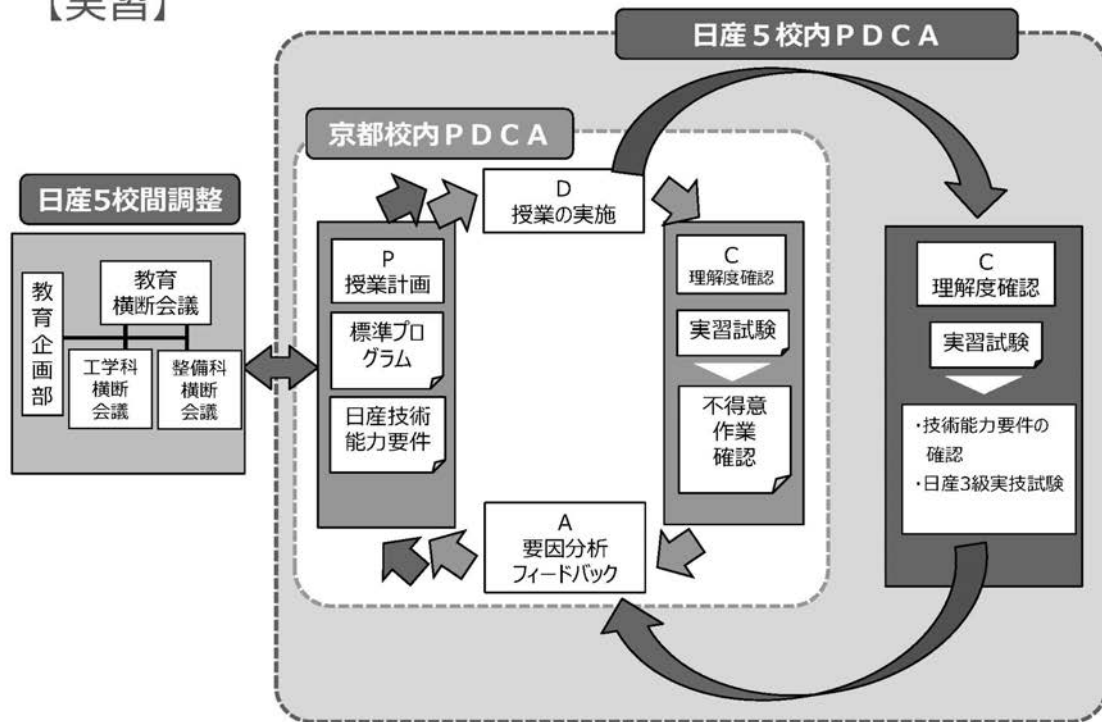 【実習】
日産５校内ＰＤＣＡ
京都校内ＰＤＣＡ
日産5校間調整
教育企画部
教育
横断会議
工学科
横断
会議
整備科
横断
会議
P
授業計画
標準プロ
グラム
日産技術
能力要件
D
授業の実施
C
理解度確認
実習試験
不得意
作業
確認
A
要因分析
フィードバック
C
理解度確認
実習試験
・技術能力要件の
確認
・日産3級実技試験